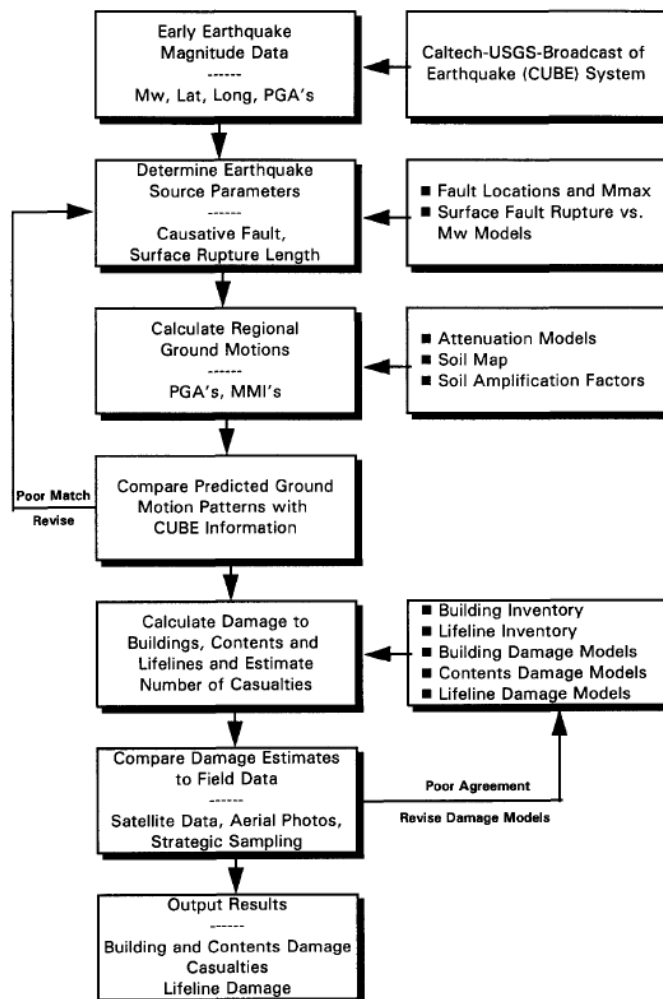 Early Earthquake
Magnitude Data
------
Mw, Lat, Long, PGA's
Caltech-USGS-Broadcast of
Earthquake (CUBE) System
Determine Earthquake
Source Parameters
------
Causative Fault,
Surface Rupture Length
■ Fault Locations and Mmax
■ Surface Fault Rupture vs.
Mw Models
Calculate Regional
Ground Motions
------
PGA's, MMI's
■ Attenuation Models
■ Soil Map
■ Soil Amplification Factors
Poor Match
Revise
Compare Predicted Ground
Motion Patterns with
CUBE Information
Calculate Damage to
Buildings, Contents and
Lifelines and Estimate
Number of Casualties
■ Building Inventory
■ Lifeline Inventory
■ Building Damage Models
■ Contents Damage Models
■ Lifeline Damage Models
Compare Damage Estimates
to Field Data
------
Satellite Data, Aerial Photos,
Strategic Sampling
Poor Agreement
Revise Damage Models
Output Results
------
Building and Contents Damage
Casualties
Lifeline Damage